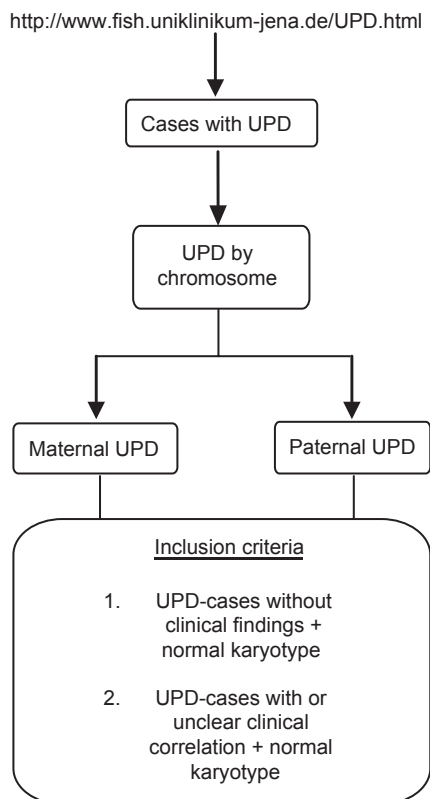 http://www.fish.uniklinikum-jena.de/UPD.html
Cases with UPD
UPD by
chromosome
Maternal UPD
Paternal UPD
Inclusion criteria
1. UPD-cases without
clinical findings +
normal karyotype
2. UPD-cases with or
unclear clinical
correlation + normal
karyotype